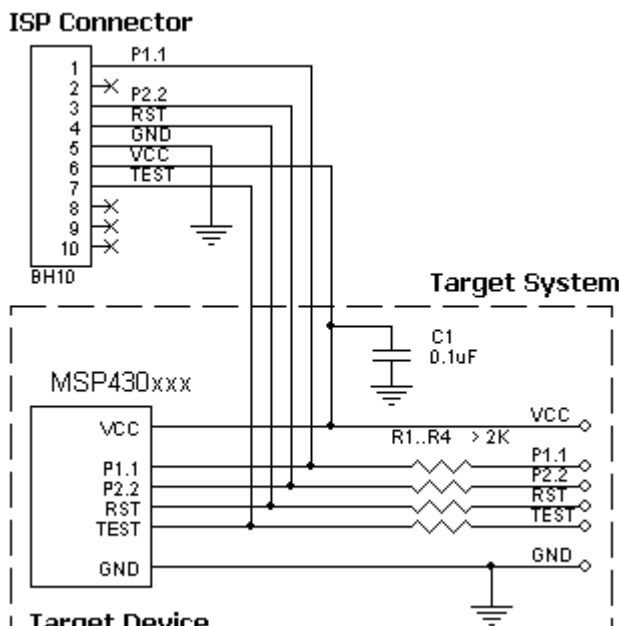 ISP Connector
1 P1.1
2
3 P2.2
4 RST
5 GND
6 VCC
7 TEST
8
9
10
BH10
Target System
C1
0.1uF
MSP430xxx
VCC
R1..R4 > 2K
VCC
P1.1
P1.1
P2.2
P2.2
RST
RST
TEST
TEST
GND
GND
Target Device